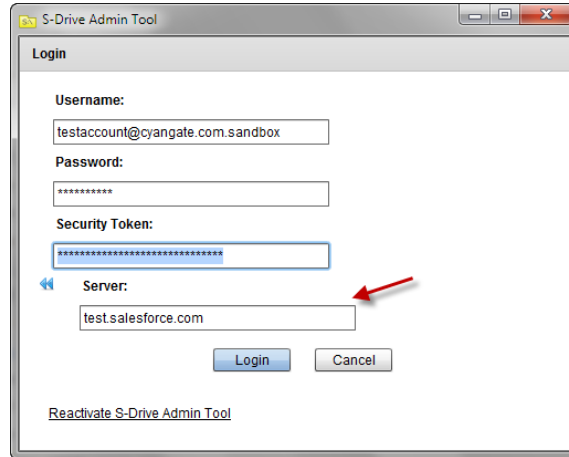 S-Drive Admin Tool
Login
Username:
testaccount@cyangate.com.sandbox
Password:
**********
Security Token:
******************************
Server:
test.salesforce.com
Login Cancel
Reactivate S-Drive Admin Tool